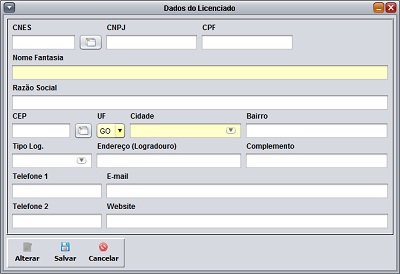 Dados do Licenciado
CNES CNPJ CPF
Nome Fantasia
Razão Social
CEP UF Cidade Bairro
GO
Tipo Log. Endereço (Logradouro) Complemento
Telefone 1 E-mail
Telefone 2 Website
Alterar Salvar Cancelar